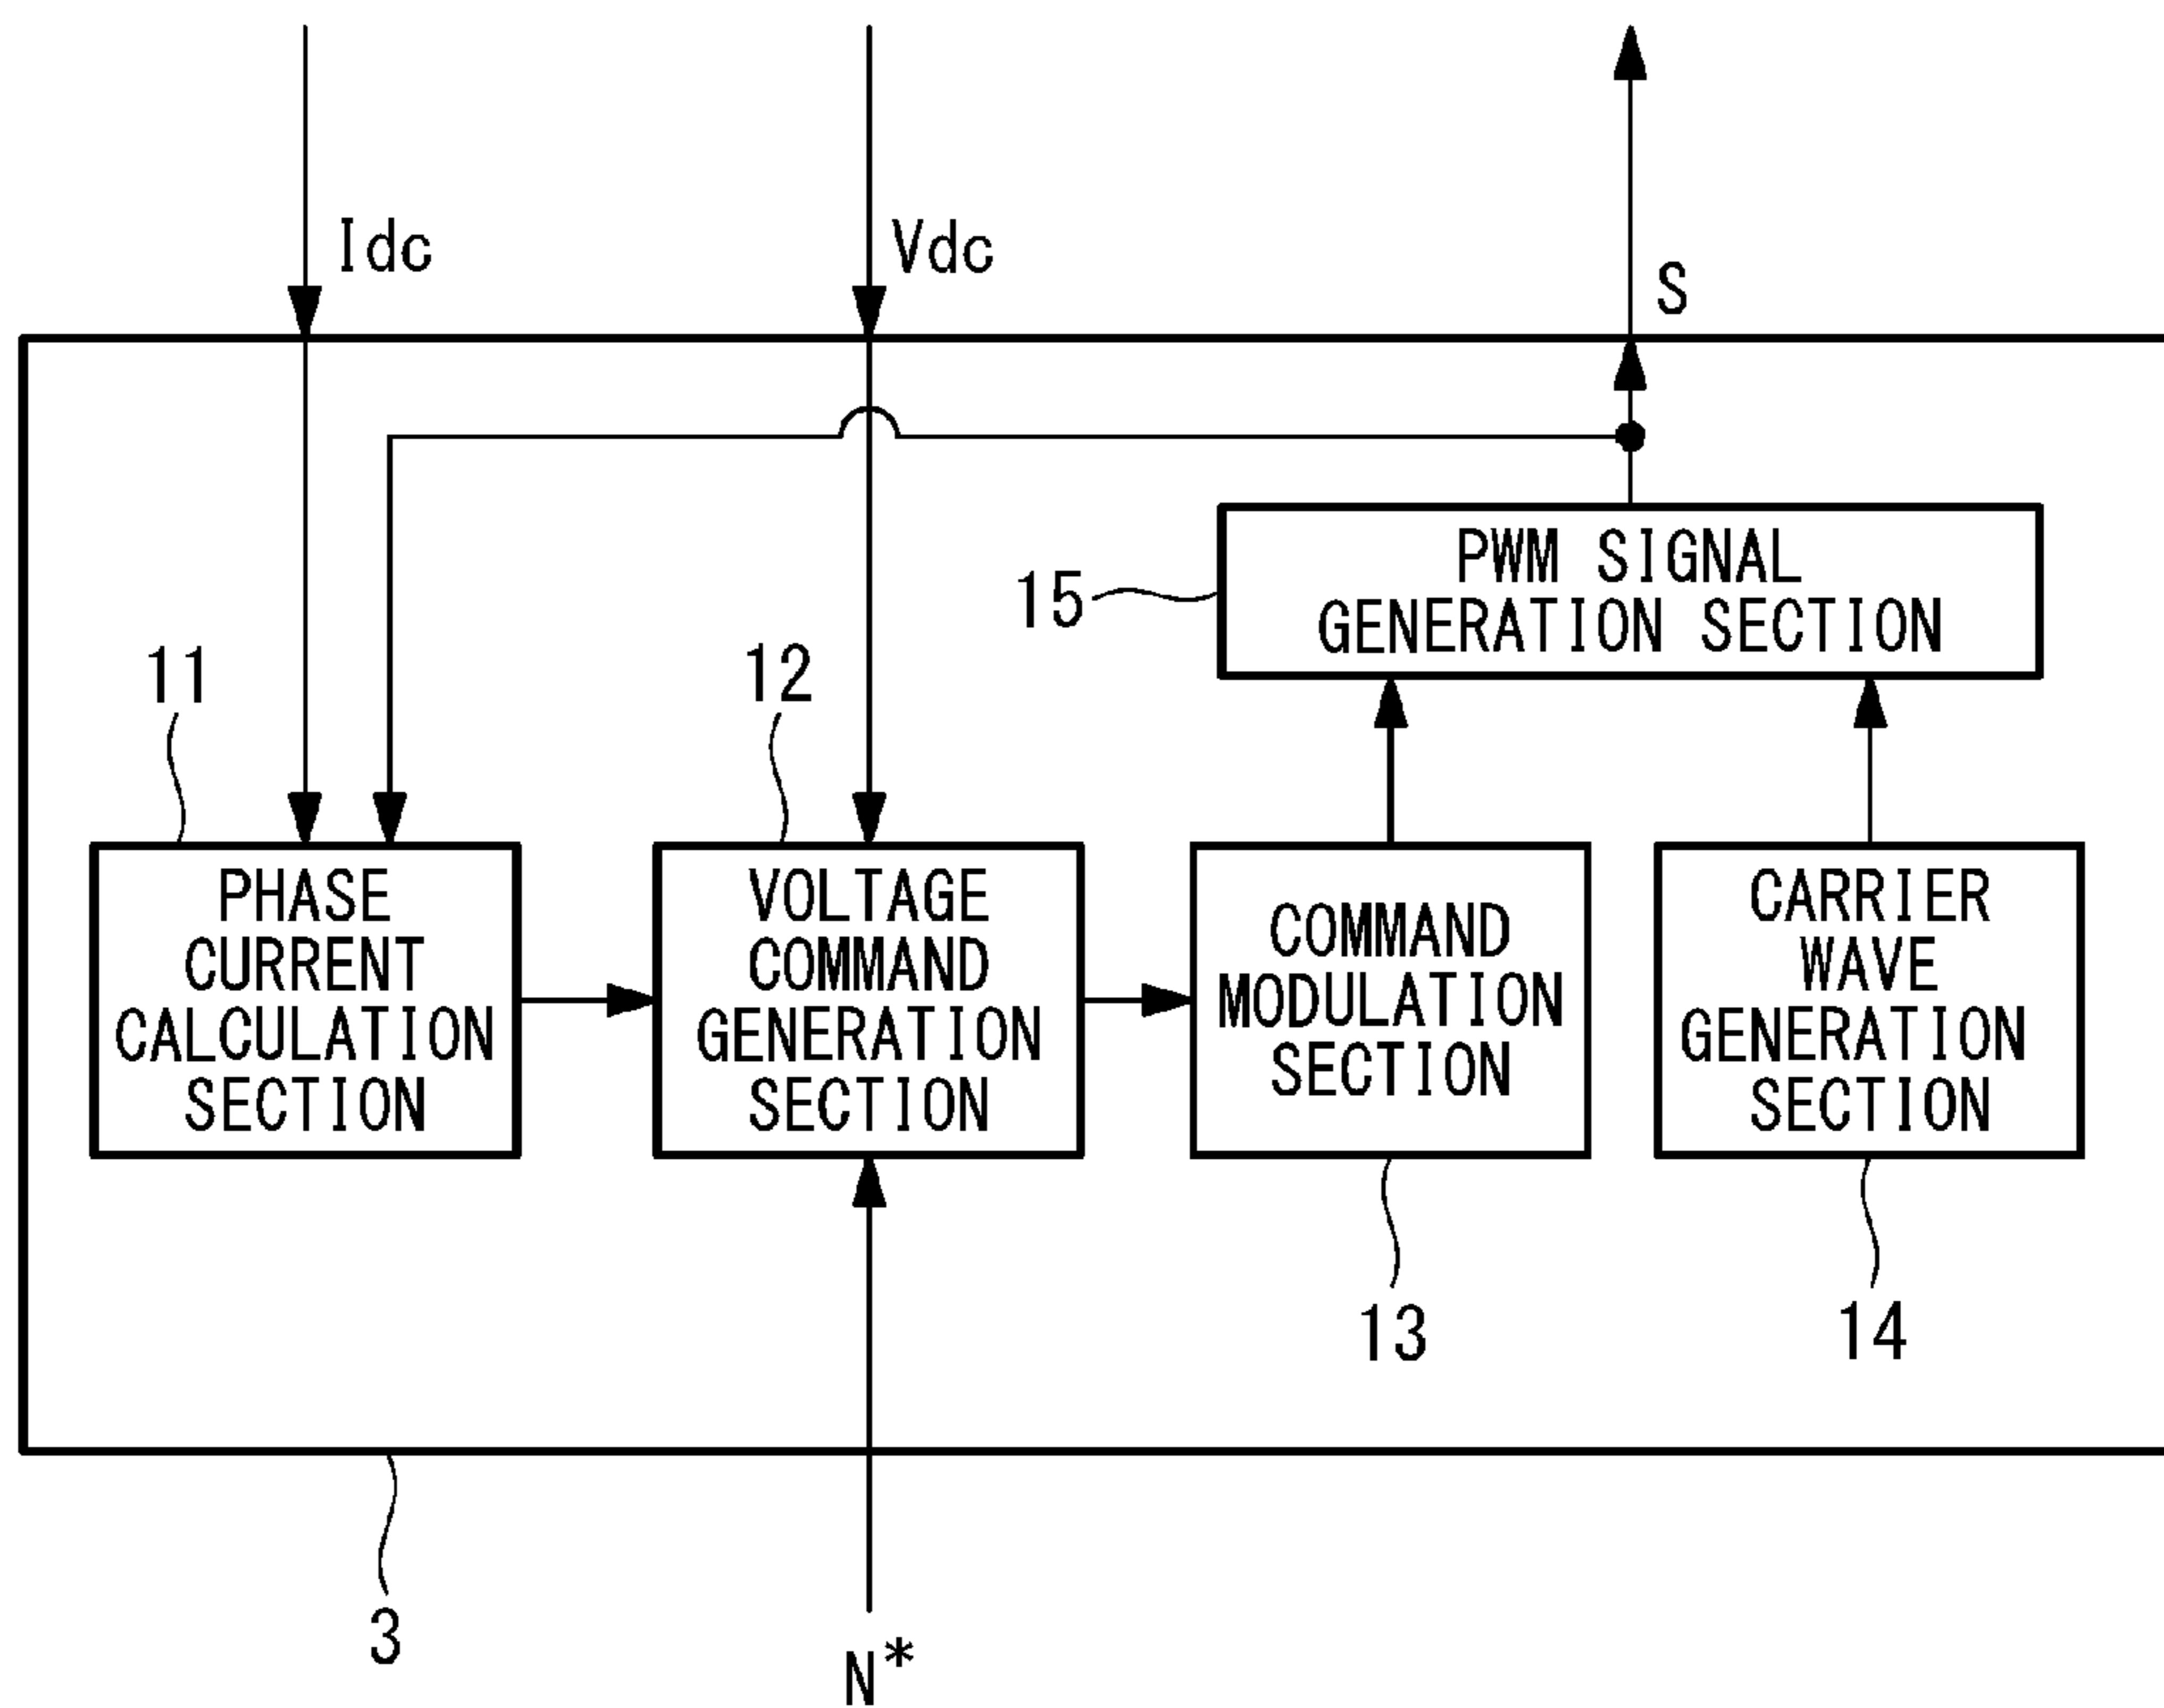 Idc
Vdc
S
PWM SIGNAL
GENERATION SECTION
15
11
12
PHASE
CURRENT
CALCULATION
SECTION
VOLTAGE
COMMAND
GENERATION
SECTION
COMMAND
MODULATION
SECTION
CARRIER
WAVE
GENERATION
SECTION
13
14
3
N*